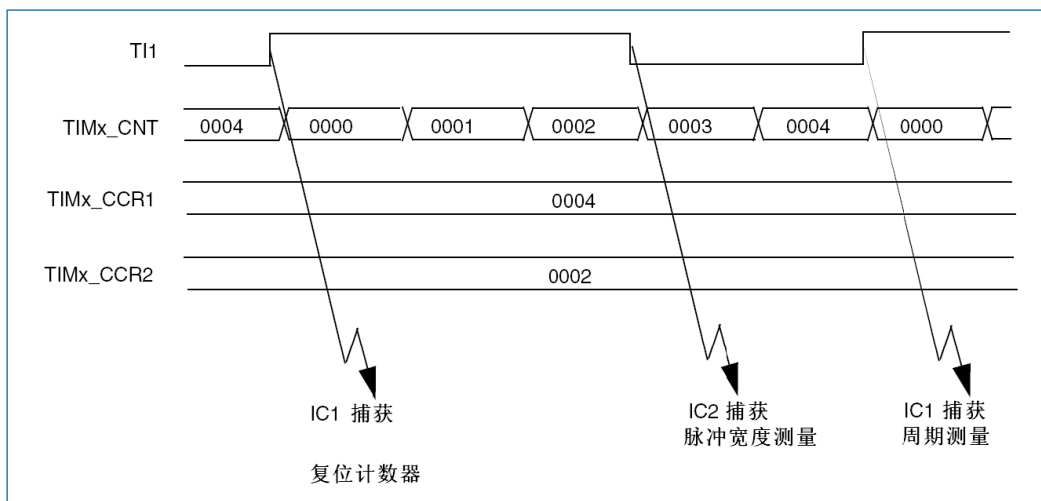 TI1
TIMx_CNT
0004 0000 0001 0002 0003 0004 0000
TIMx_CCR1
0004
TIMx_CCR2
0002
IC1 捕获
复位计数器
IC2 捕获
脉冲宽度测量
IC1 捕获
周期测量